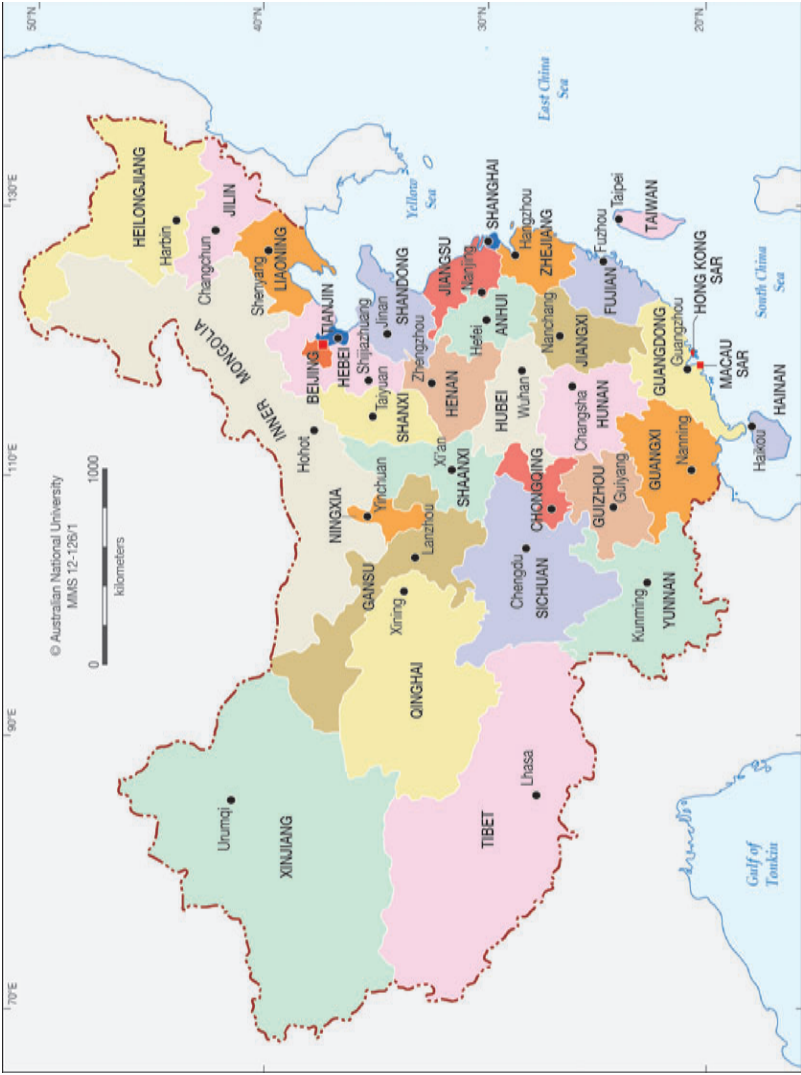 70°E
90°E
110°E
130°E
50°N
40°N
30°N
20°N
© Australian National University
MMS 12-126/1
0
1000
kilometers
HEILONGJIANG
Harbin
JILIN
Changchun
LIAONING
Shenyang
INNER
MONGOLIA
Hohot
BEIJING
TIANJIN
HEBEI
Shijiazhuang
SHANXI
Taiyuan
SHANDONG
Jinan
Yellow
Sea
XINJIANG
Urumqi
GANSU
Lanzhou
NINGXIA
Yinchuan
QINGHAI
Xining
SHAANXI
Xi'an
HENAN
Zhengzhou
JIANGSU
Nanjing
ANHUI
Hefei
SHANGHAI
East China
Sea
TIBET
Lhasa
SICHUAN
Chengdu
CHONGQING
HUBEI
Wuhan
ZHEJIANG
Hangzhou
HUNAN
Changsha
JIANGXI
Nanchang
FUJIAN
Fuzhou
Taipei
TAIWAN
GUIZHOU
Guiyang
YUNNAN
Kunming
GUANGXI
Nanning
GUANGDONG
Guangzhou
HONG KONG
SAR
MACAU
SAR
HAINAN
Haikou
South China
Sea
Gulf of
Tonkin